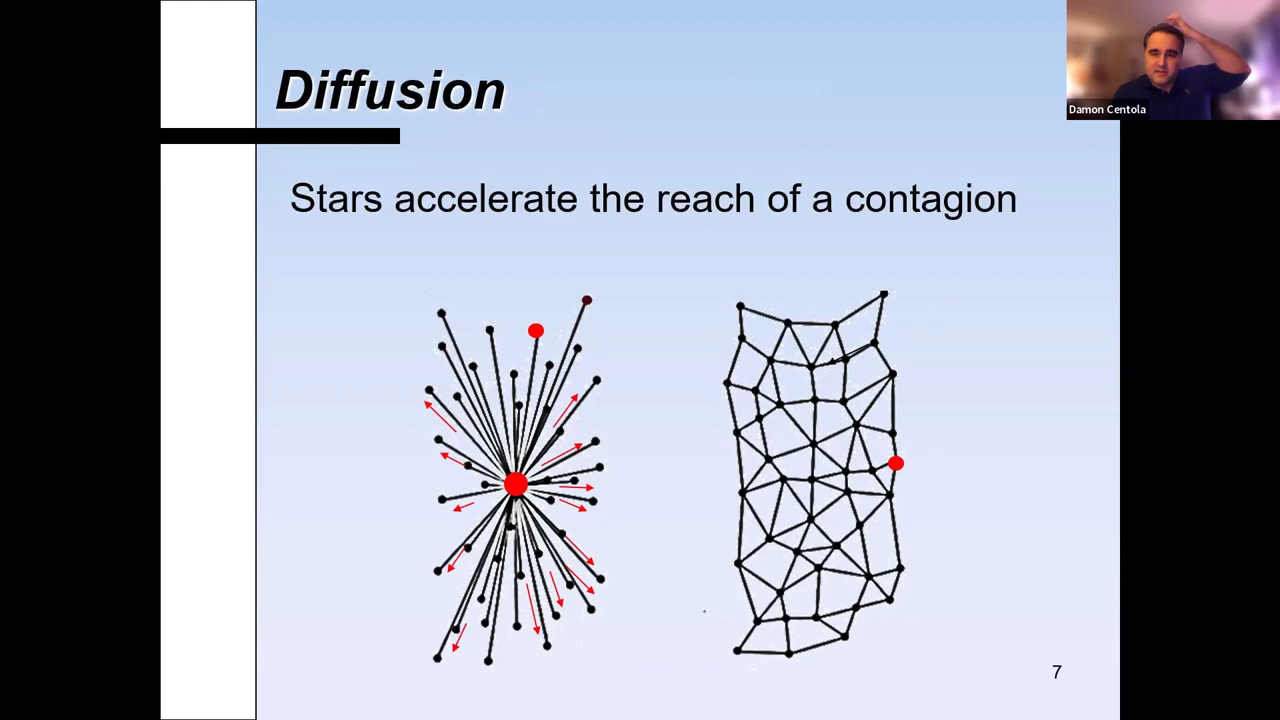 Diffusion
Damon Centola
Stars accelerate the reach of a contagion
7